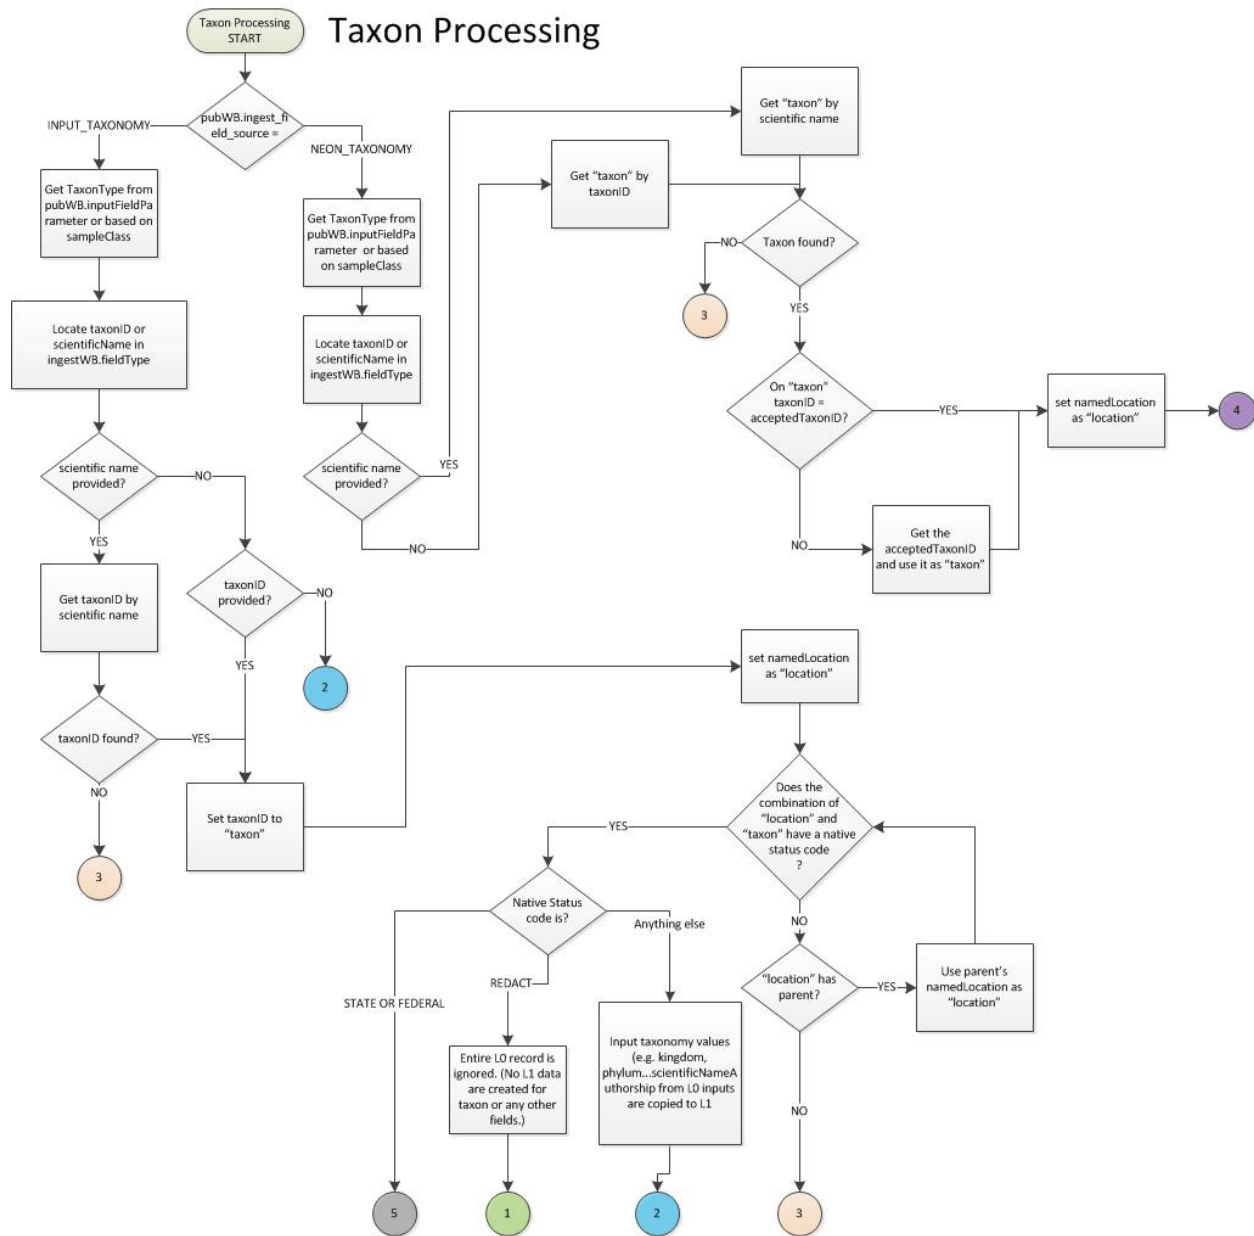 Taxon Processing
START
Taxon Processing
pubWB.ingest_fi
eld_source =
INPUT_TAXONOMY
NEON_TAXONOMY
Get TaxonType from
pubWB.inputFieldPa
rameter or based on
sampleClass
Get TaxonType from
pubWB.inputFieldPa
rameter or based
on sampleClass
Locate taxonID or
scientificName in
ingestWB.fieldType
Locate taxonID or
scientificName in
ingestWB.fieldType
scientific name
provided?
NO
YES
scientific name
provided?
YES
NO
Get taxonID by
scientific name
taxonID
provided?
NO
YES
2
taxonID found?
YES
NO
3
Set taxonID to
“taxon”
Get “taxon” by
scientific name
Get “taxon” by
taxonID
Taxon found?
NO
3
YES
On “taxon”
taxonID =
acceptedTaxonID?
YES
NO
set namedLocation
as “location”
4
Get the
acceptedTaxonID
and use it as “taxon”
set namedLocation
as “location”
Does the
combination of
“location” and
“taxon” have a native
status code
?
YES
NO
“location” has
parent?
YES
Use parent’s
namedLocation as
“location”
NO
3
Native Status
code is?
STATE OR FEDERAL
REDACT
Anything else
Entire L0 record is
ignored. (No L1 data
are created for
taxon or any other
fields.)
Input taxonomy values
(e.g. kingdom,
phylum...scientificNameA
uthorship from L0 inputs
are copied to L1
5
1
2